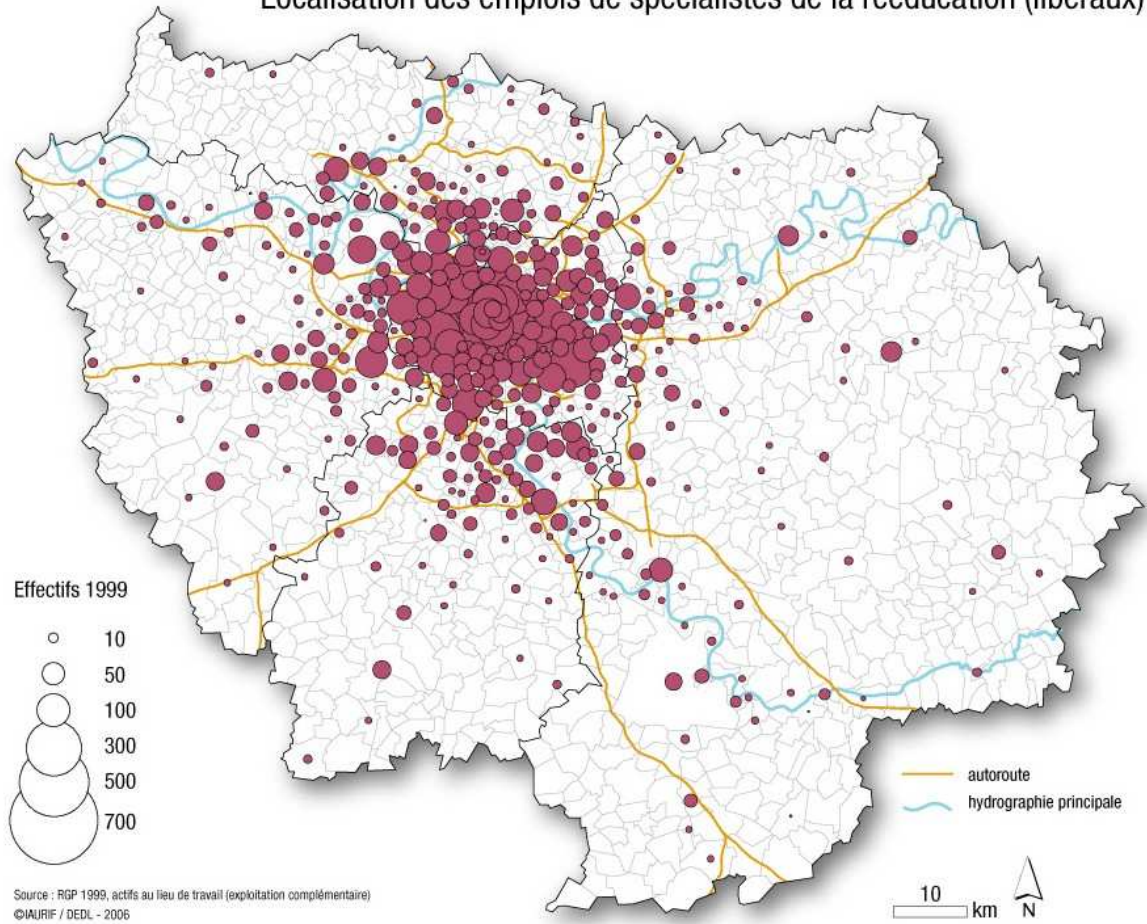 Localisation des emplois de spécialistes de la rééducation (libéraux)
Effectifs 1999
10
50
100
300
500
700
autoroute
hydrographie principale
Source : RGP 1999, actifs au lieu de travail (exploitation complémentaire)
©IAURIF / DEDL - 2006
10
km
N